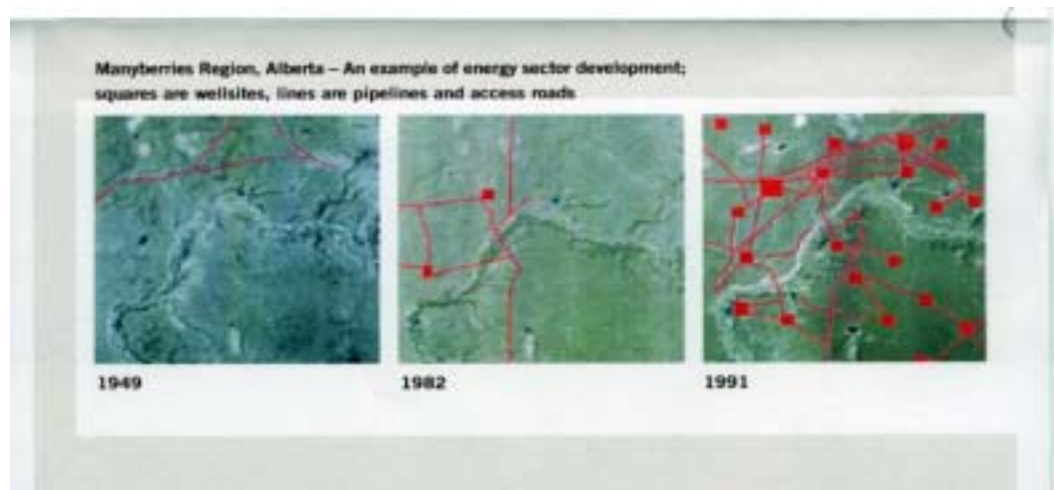 Manyberries Region, Alberta – An example of energy sector development;
squares are wellsites, lines are pipelines and access roads
1949
1982
1991